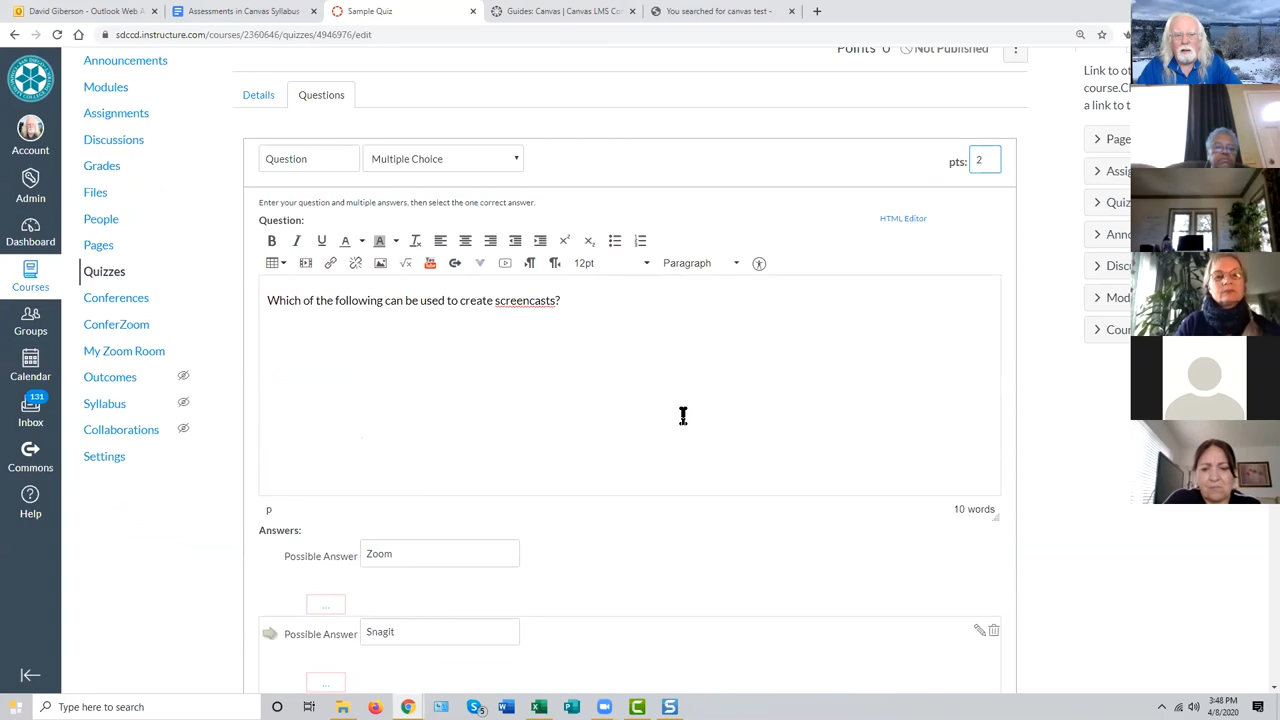 David Giberson - Outlook Web A
Assessments in Canvas Syllabus
Sample Quiz
Guides: Canvas | Canvas LMS Co
You searched for canvas test -
sdccd.instructure.com/courses/2360646/quizzes/4946976/edit
Account
Admin
Dashboard
Courses
Groups
Calendar
131
Inbox
Commons
Help
Announcements
Modules
Assignments
Discussions
Grades
Files
People
Pages
Quizzes
Conferences
ConferZoom
My Zoom Room
Outcomes
Syllabus
Collaborations
Settings
Points 0 Not Published
Details Questions
Question Multiple Choice pts: 2
Enter your question and multiple answers, then select the one correct answer.
Question: HTML Editor
12pt Paragraph
Which of the following can be used to create screencasts?
p 10 words
Answers:
Possible Answer Zoom
...
Possible Answer SnagIt
...
Link to ot
course.Cl
a link to t
Page
Assig
Quiz
Anno
Disc
Mod
Cour
Type here to search
5
3:48 PM
4/8/2020